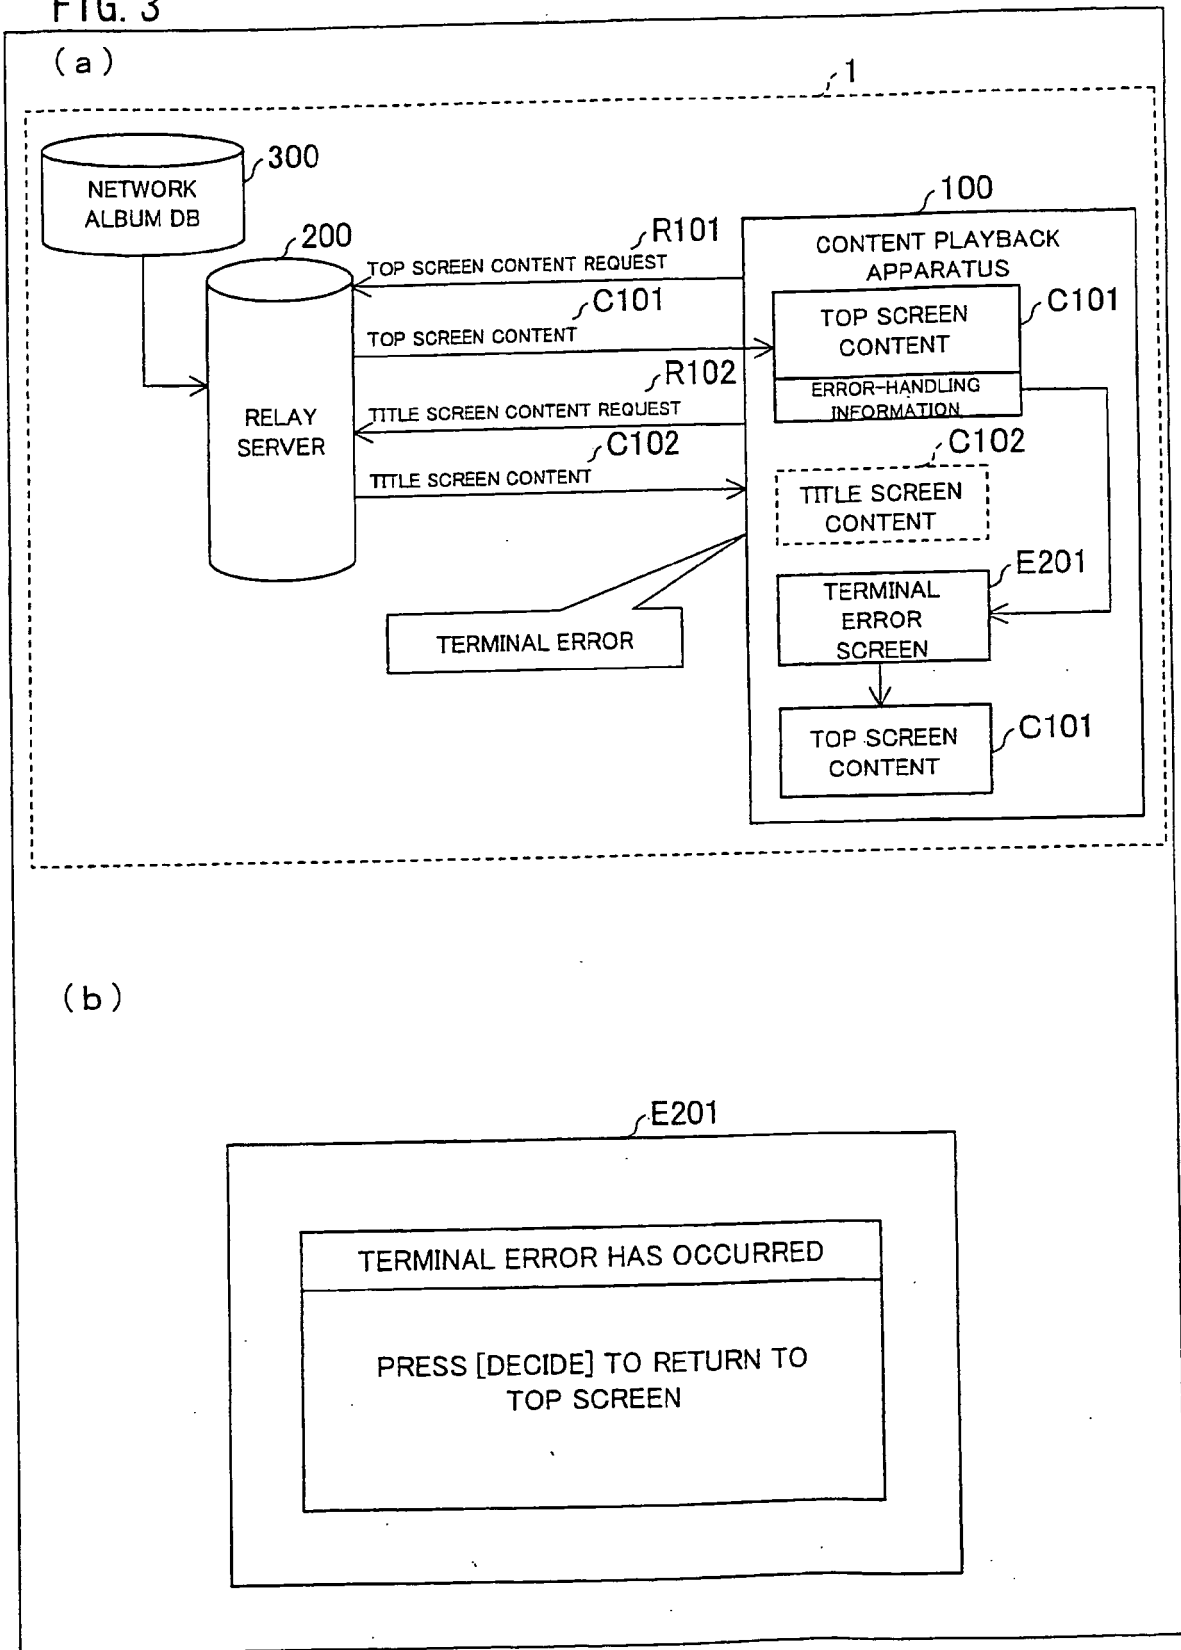 FIG. 3
(a)
1
300
NETWORK
ALBUM DB
200
RELAY
SERVER
R101
TOP SCREEN CONTENT REQUEST
C101
TOP SCREEN CONTENT
R102
TITLE SCREEN CONTENT REQUEST
C102
TITLE SCREEN CONTENT
TERMINAL ERROR
100
CONTENT PLAYBACK
APPARATUS
C101
TOP SCREEN
CONTENT
ERROR-HANDLING
INFORMATION
C102
TITLE SCREEN
CONTENT
E201
TERMINAL
ERROR
SCREEN
C101
TOP SCREEN
CONTENT
(b)
E201
TERMINAL ERROR HAS OCCURRED
PRESS [DECIDE] TO RETURN TO
TOP SCREEN